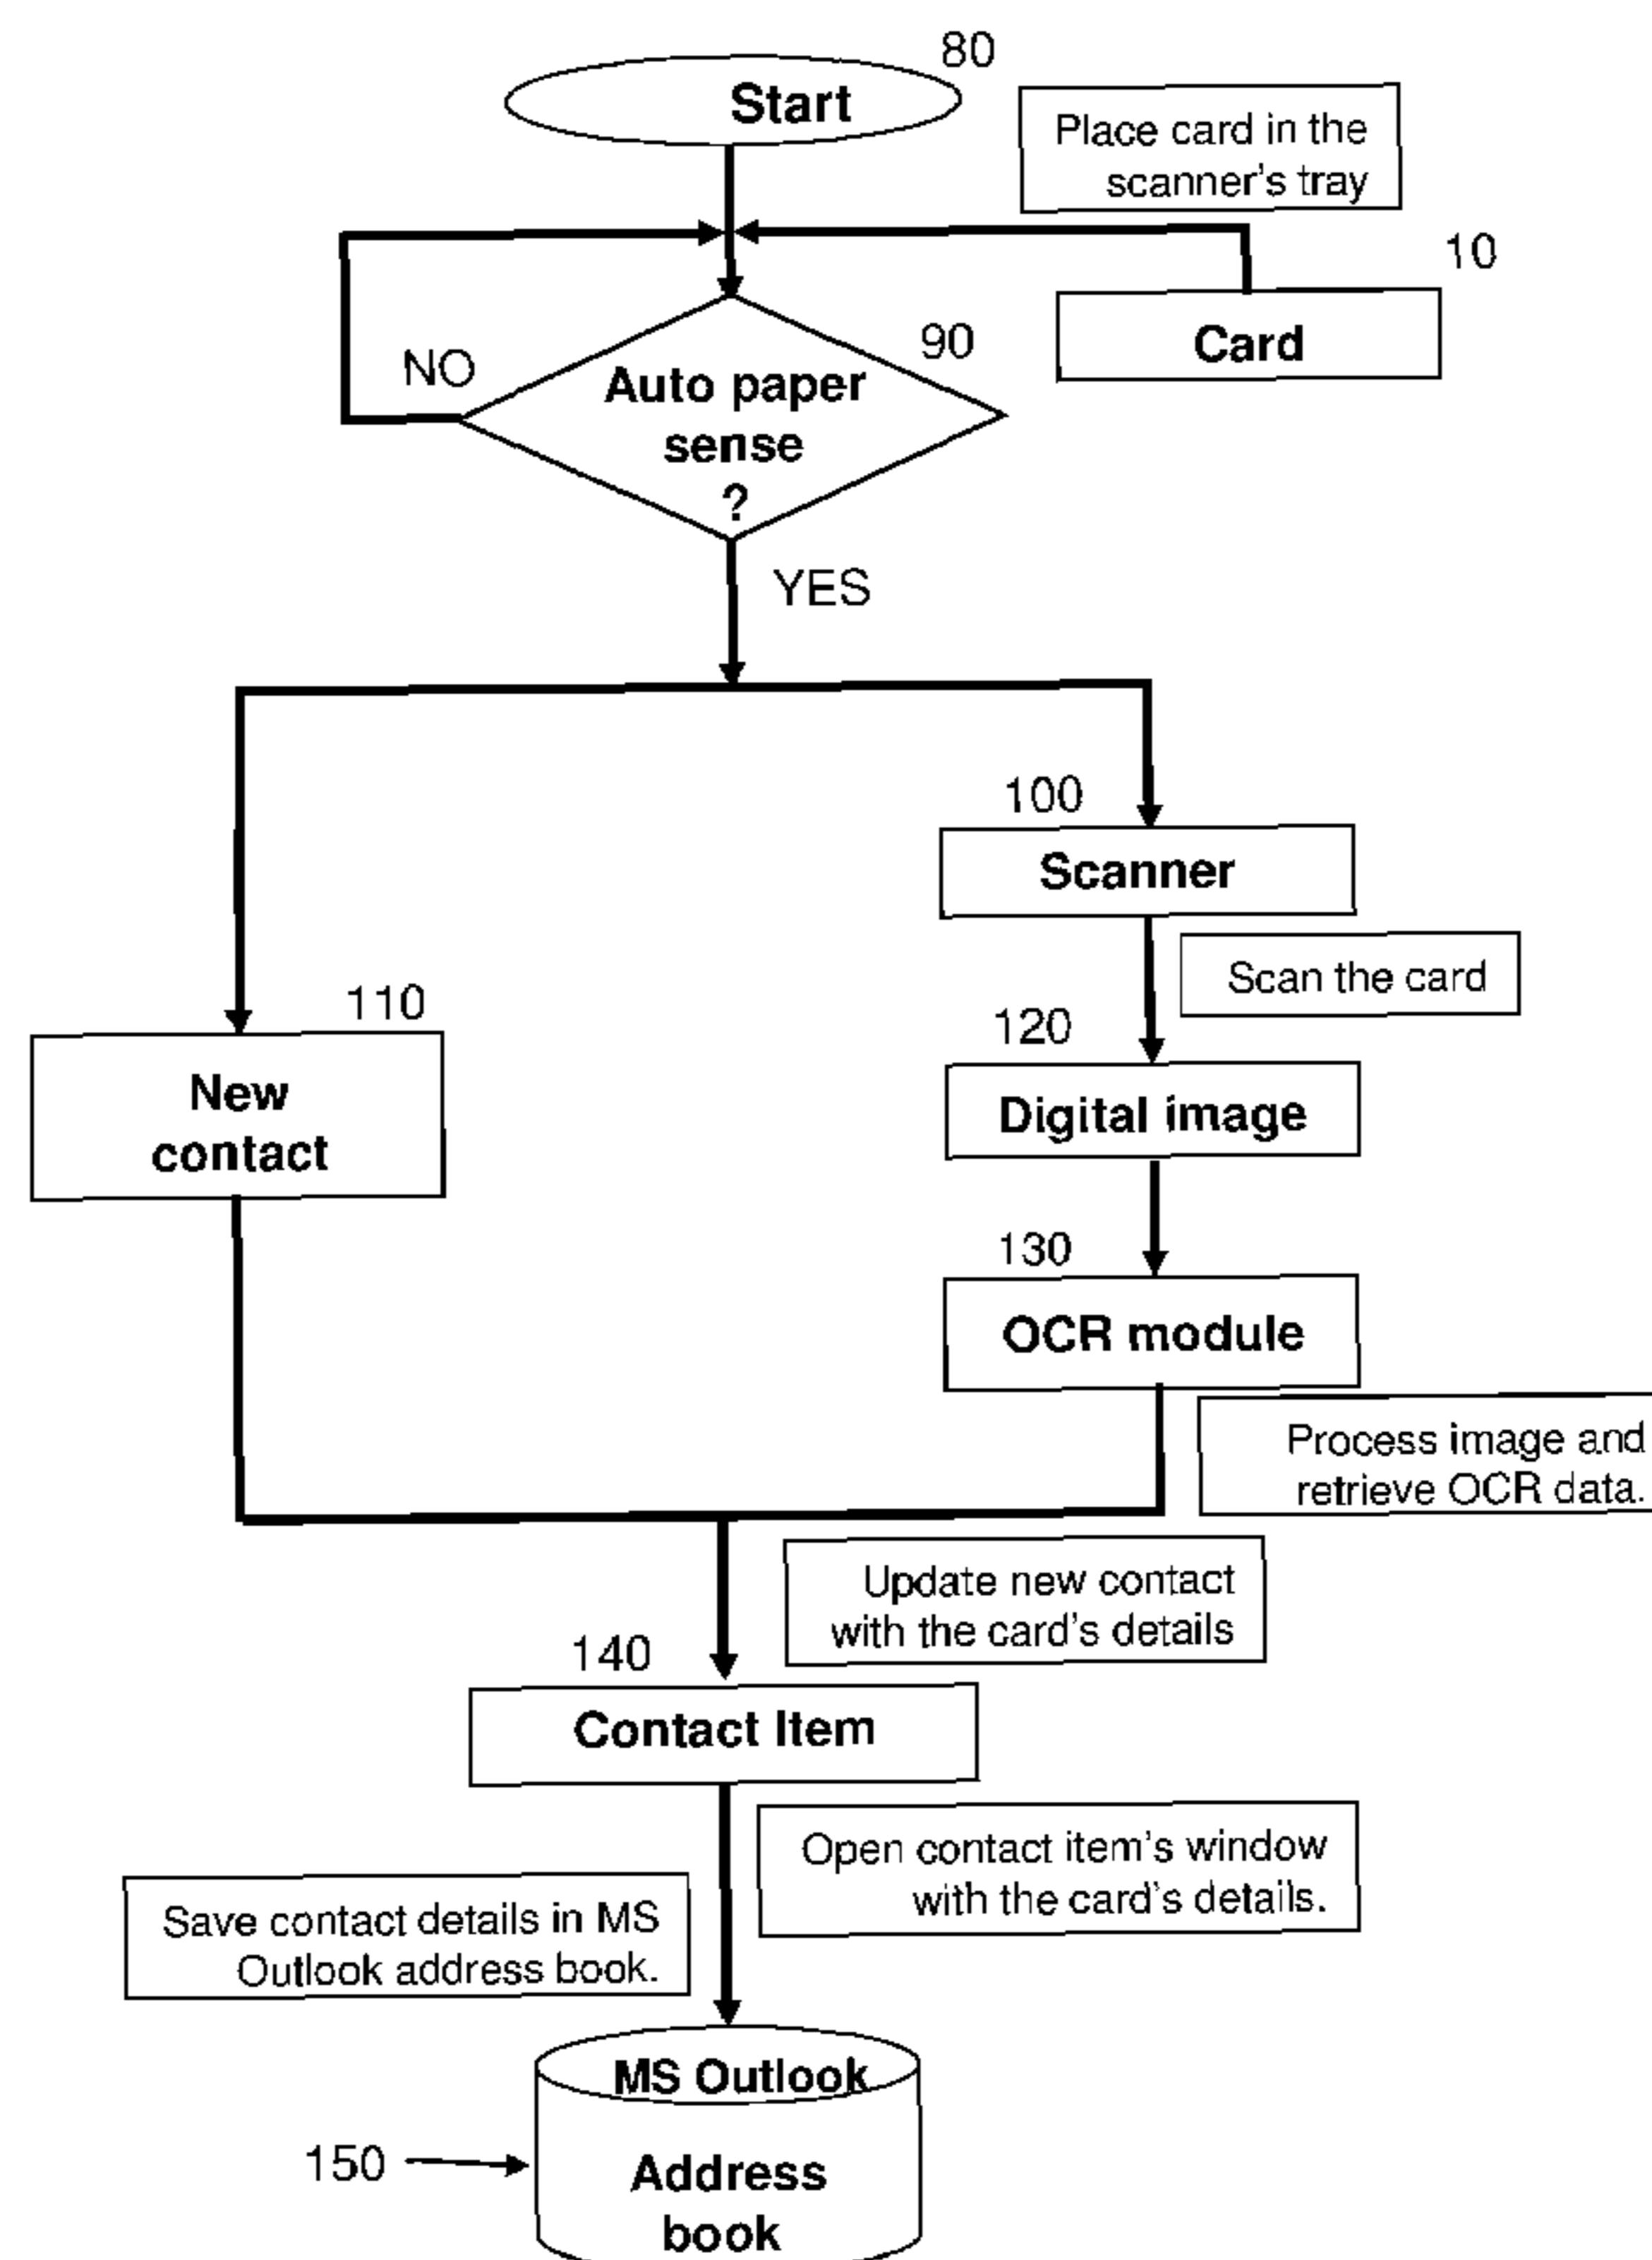 80
Start
Place card in the
scanner's tray
10
Card
90
Auto paper
sense
?
NO
YES
100
Scanner
Scan the card
110
New
contact
120
Digital image
130
OCR module
Process image and
retrieve OCR data.
Update new contact
with the card's details
140
Contact Item
Open contact item's window
with the card's details.
Save contact details in MS
Outlook address book.
MS Outlook
150
Address
book